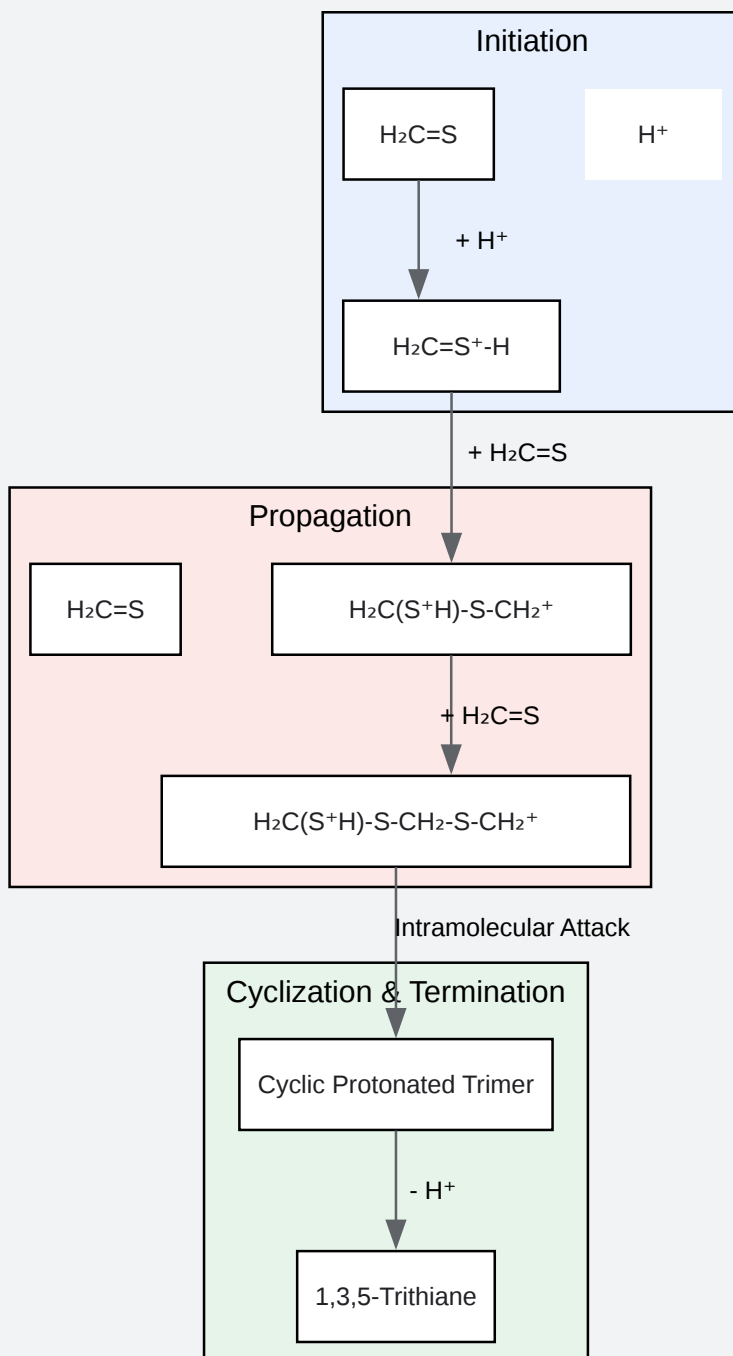 Initiation
H₂C=S
H⁺
+ H⁺
H₂C=S⁺-H
+ H₂C=S
Propagation
H₂C=S
H₂C(S⁺H)-S-CH₂⁺
+ H₂C=S
H₂C(S⁺H)-S-CH₂-S-CH₂⁺
Intramolecular Attack
Cyclization & Termination
Cyclic Protonated Trimer
- H⁺
1,3,5-Trithiane